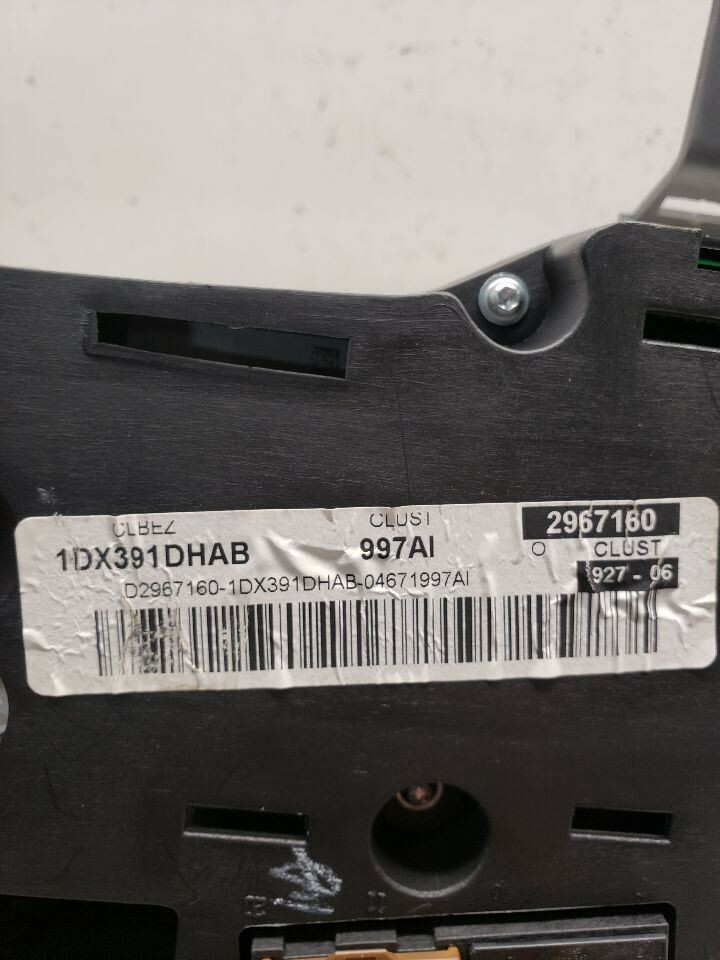 CLBEZ CLUST 2967160
1DX391DHAB 997AI O CLUST
927 - 06
D2967160-1DX391DHAB-04671997AI